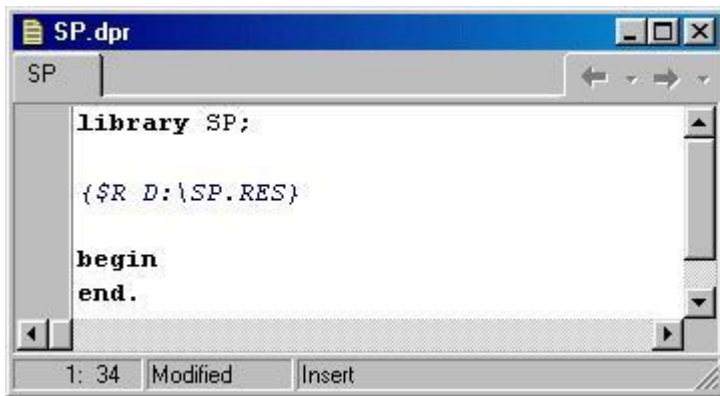 SP.dpr
SP
library SP;
{$R D:\SP.RES}
begin
end.
1: 34 Modified Insert